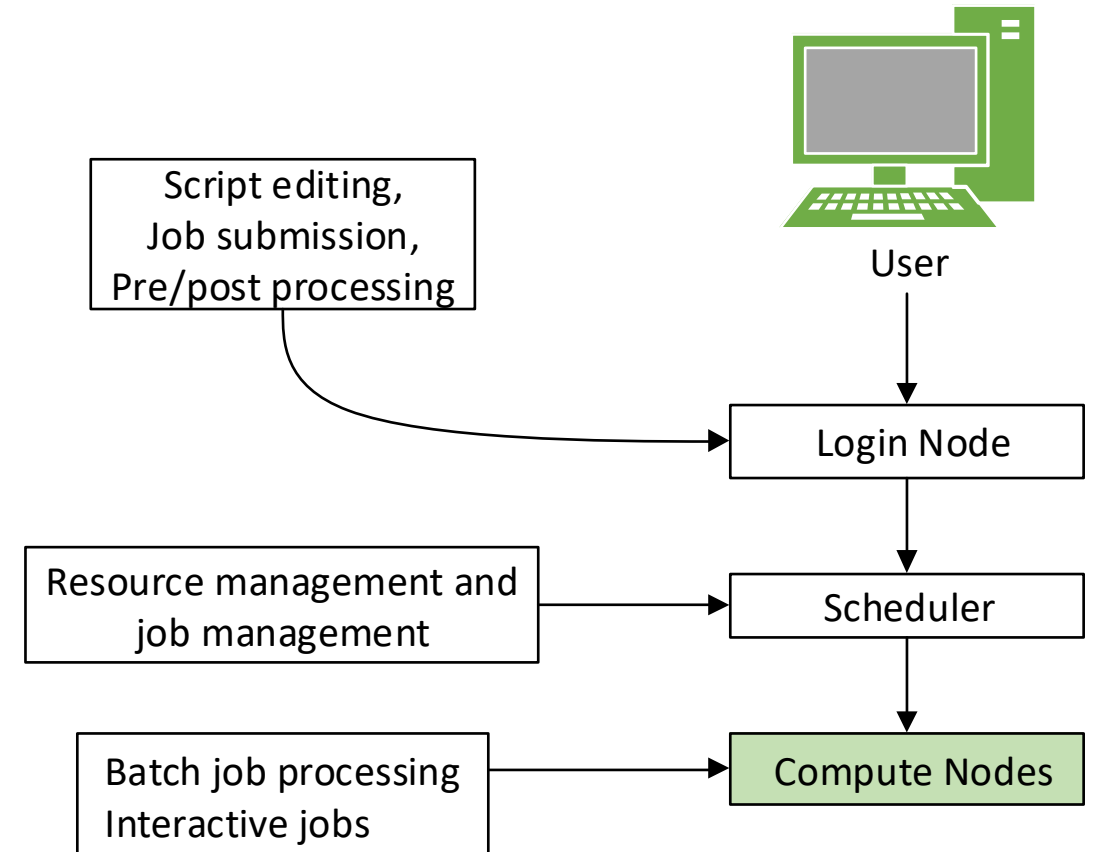 Script editing,
Job submission,
Pre/post processing
User
Login Node
Resource management and
job management
Scheduler
Batch job processing
Interactive jobs
Compute Nodes